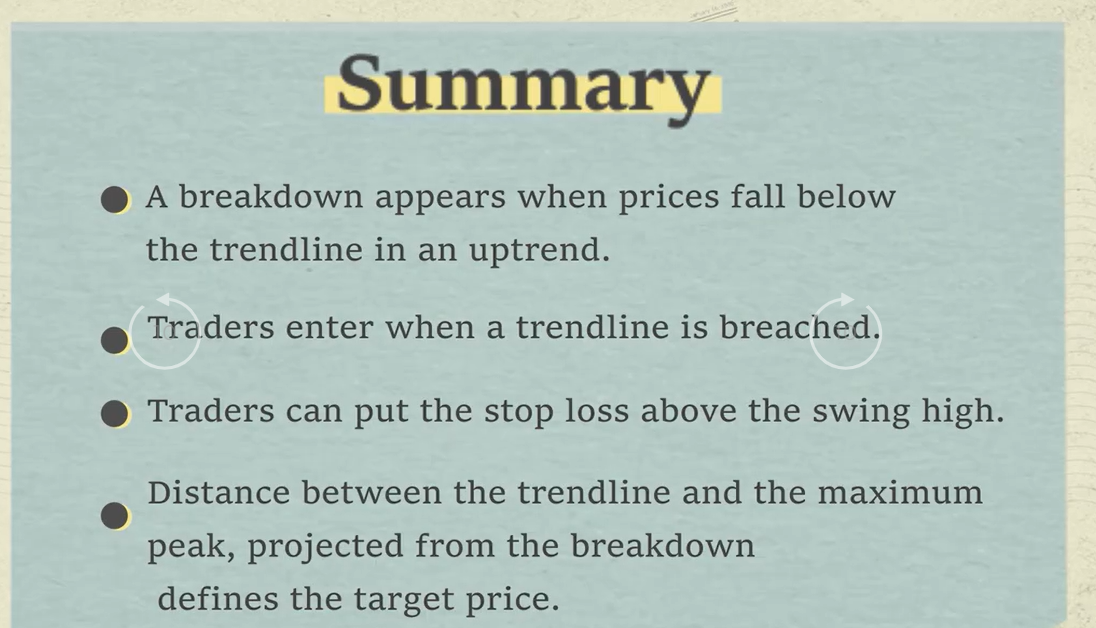 Summary
A breakdown appears when prices fall below
the trendline in an uptrend.
Traders enter when a trendline is breached.
Traders can put the stop loss above the swing high.
Distance between the trendline and the maximum
peak, projected from the breakdown
defines the target price.